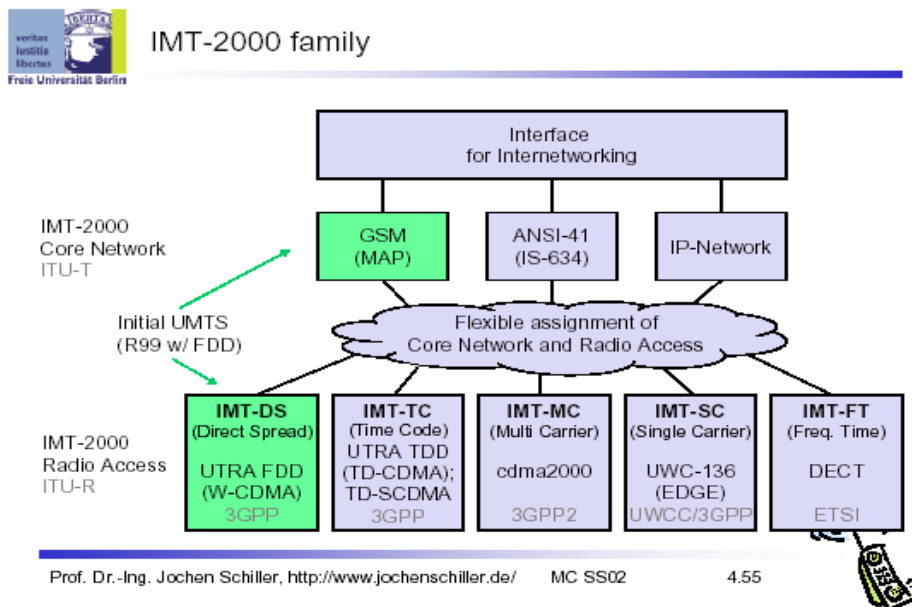 veritas
iustitia
libertas
Freie Universität Berlin
IMT-2000 family
Interface
for Internetworking
IMT-2000
Core Network
ITU-T
GSM
(MAP)
ANSI-41
(IS-634)
IP-Network
Initial UMTS
(R99 w/ FDD)
Flexible assignment of
Core Network and Radio Access
IMT-2000
Radio Access
ITU-R
IMT-DS
(Direct Spread)
UTRA FDD
(W-CDMA)
3GPP
IMT-TC
(Time Code)
UTRA TDD
(TD-CDMA);
TD-SCDMA
3GPP
IMT-MC
(Multi Carrier)
cdma2000
3GPP2
IMT-SC
(Single Carrier)
UWC-136
(EDGE)
UWCC/3GPP
IMT-FT
(Freq. Time)
DECT
ETSI
Prof. Dr.-Ing. Jochen Schiller, http://www.jochenschiller.de/ MC SS02 4.55